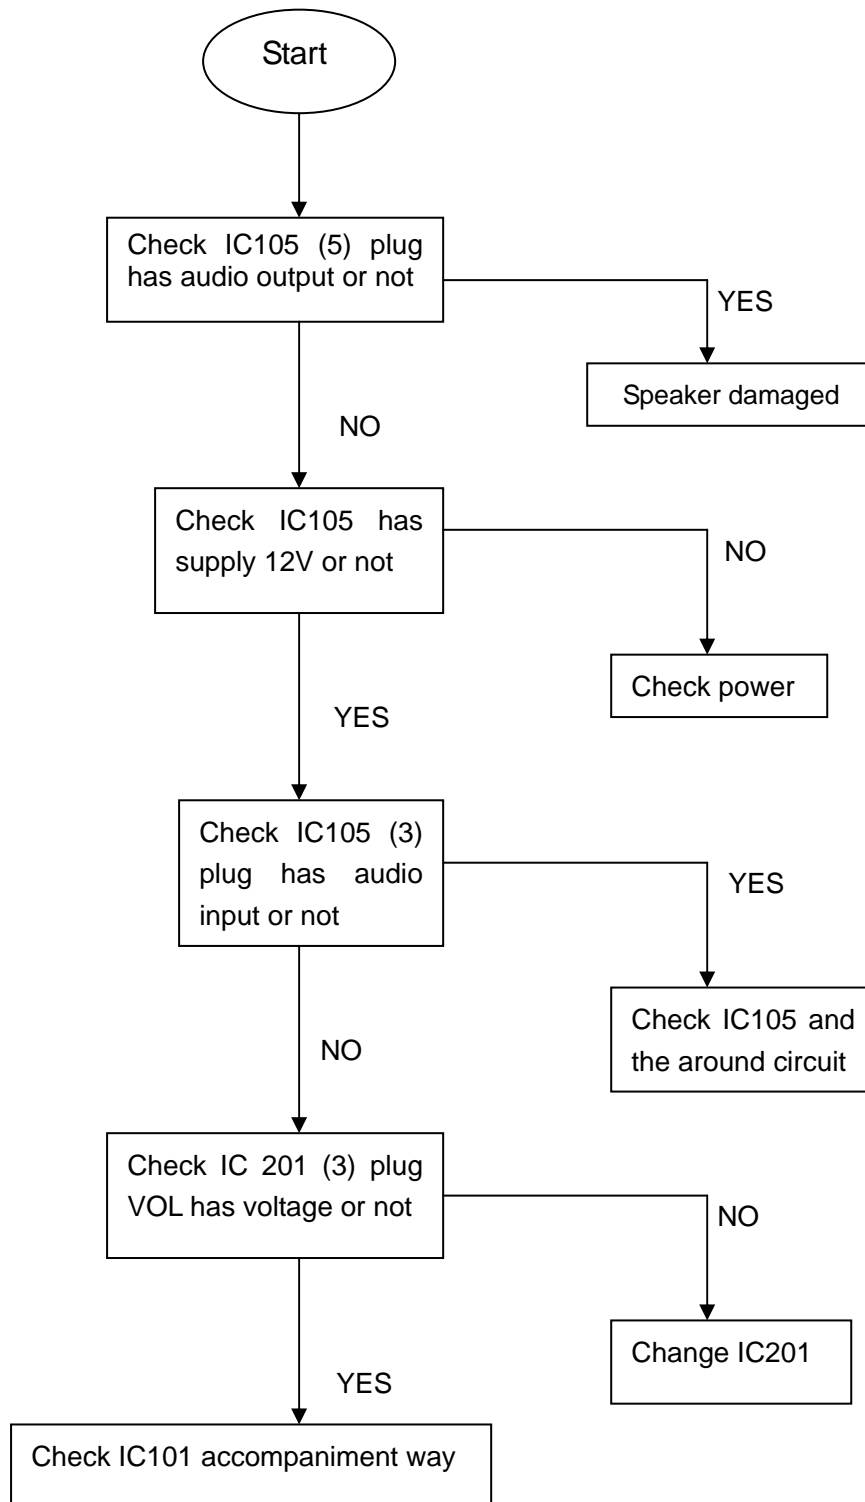 Start
Check IC105 (5) plug
has audio output or not
YES
Speaker damaged
NO
Check IC105 has
supply 12V or not
NO
Check power
YES
Check IC105 (3)
plug has audio
input or not
YES
Check IC105 and
the around circuit
NO
Check IC 201 (3) plug
VOL has voltage or not
NO
Change IC201
YES
Check IC101 accompaniment way